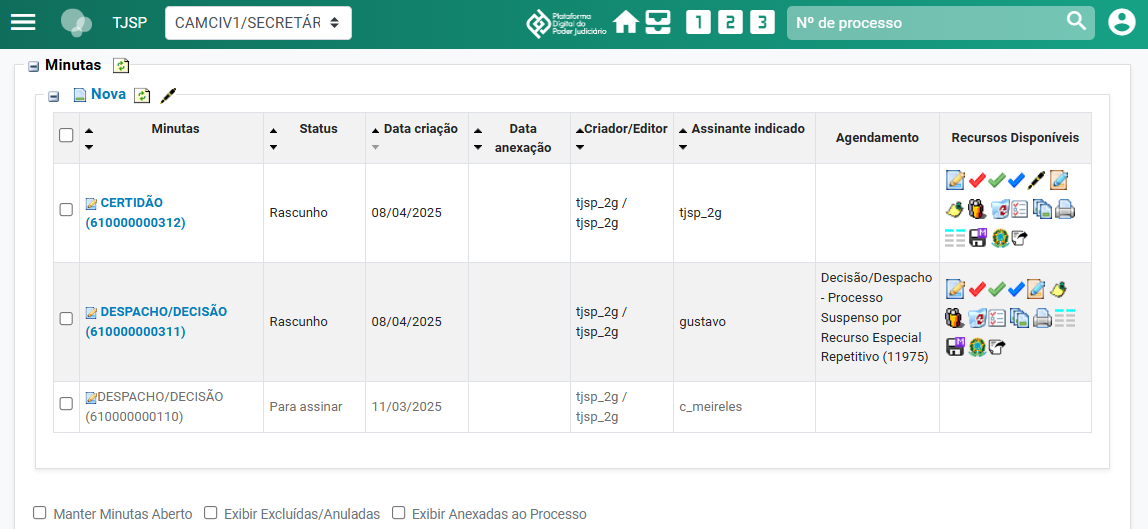 TJSP
CAMCIV1/SECRETÁR
Plataforma
Digital do
Poder Judiciário
1
2
3
Nº de processo
Minutas
Nova
Minutas
Status
Data criação
Data
anexação
Criador/Editor
Assinante indicado
Agendamento
Recursos Disponíveis
CERTIDÃO
(610000000312)
Rascunho
08/04/2025
tjsp_2g /
tjsp_2g
tjsp_2g
DESPACHO/DECISÃO
(610000000311)
Rascunho
08/04/2025
tjsp_2g /
tjsp_2g
gustavo
Decisão/Despacho
- Processo
Suspenso por
Recurso Especial
Repetitivo (11975)
DESPACHO/DECISÃO
(610000000110)
Para assinar
11/03/2025
tjsp_2g /
tjsp_2g
c_meireles
Manter Minutas Aberto
Exibir Excluídas/Anuladas
Exibir Anexadas ao Processo